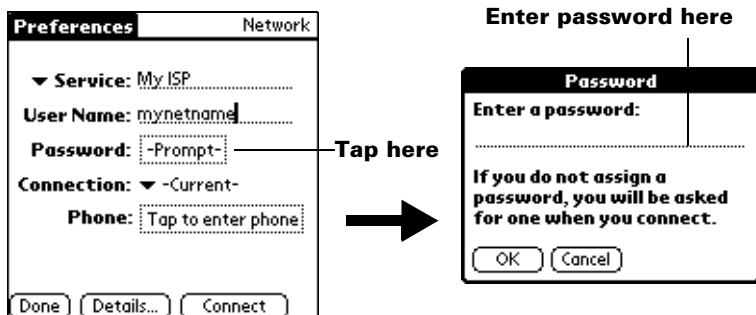 Preferences Network
Service: My ISP
User Name: mynetname
Password: -Prompt-
Connection: -Current-
Phone: Tap to enter phone
Done Details... Connect
Tap here
Enter password here
Password
Enter a password:
If you do not assign a
password, you will be asked
for one when you connect.
OK Cancel